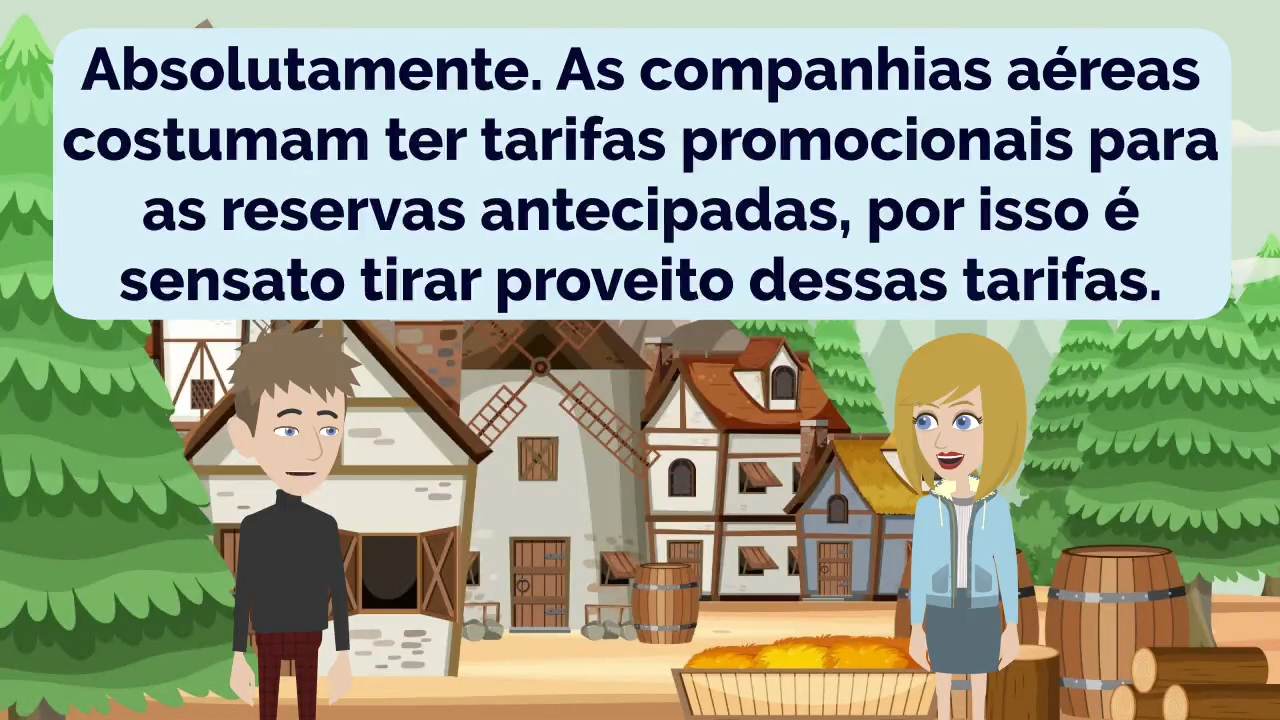 Absolutamente. As companhias aéreas
costumam ter tarifas promocionais para
as reservas antecipadas, por isso é
sensato tirar proveito dessas tarifas.